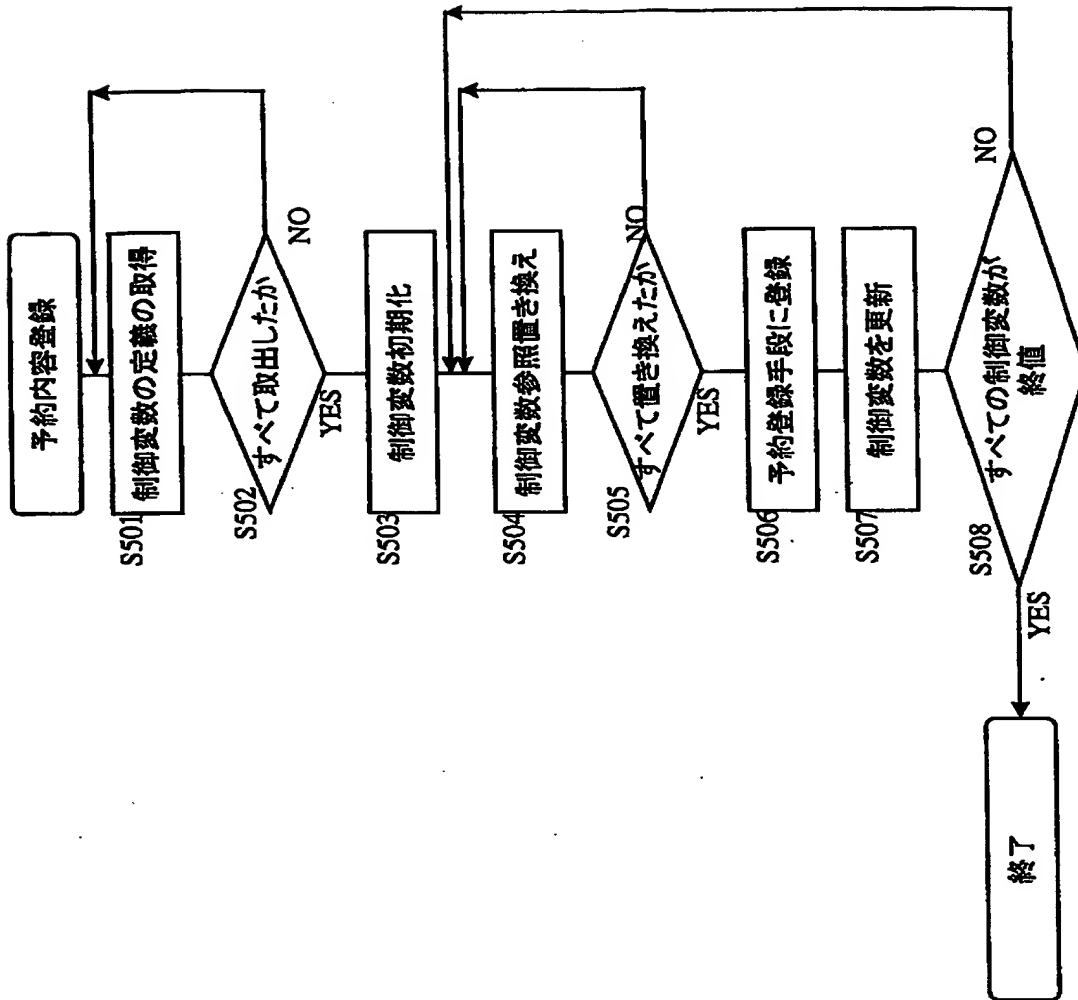 予約内容登録
S501
制御変数の定義の取得
S502
すべて取出したか
NO
YES
S503
制御変数初期化
S504
制御変数参照置き換え
S505
すべて置き換えたか
NO
YES
S506
予約登録手段に登録
S507
制御変数を更新
S508
すべての制御変数が
終値
NO
YES
終了